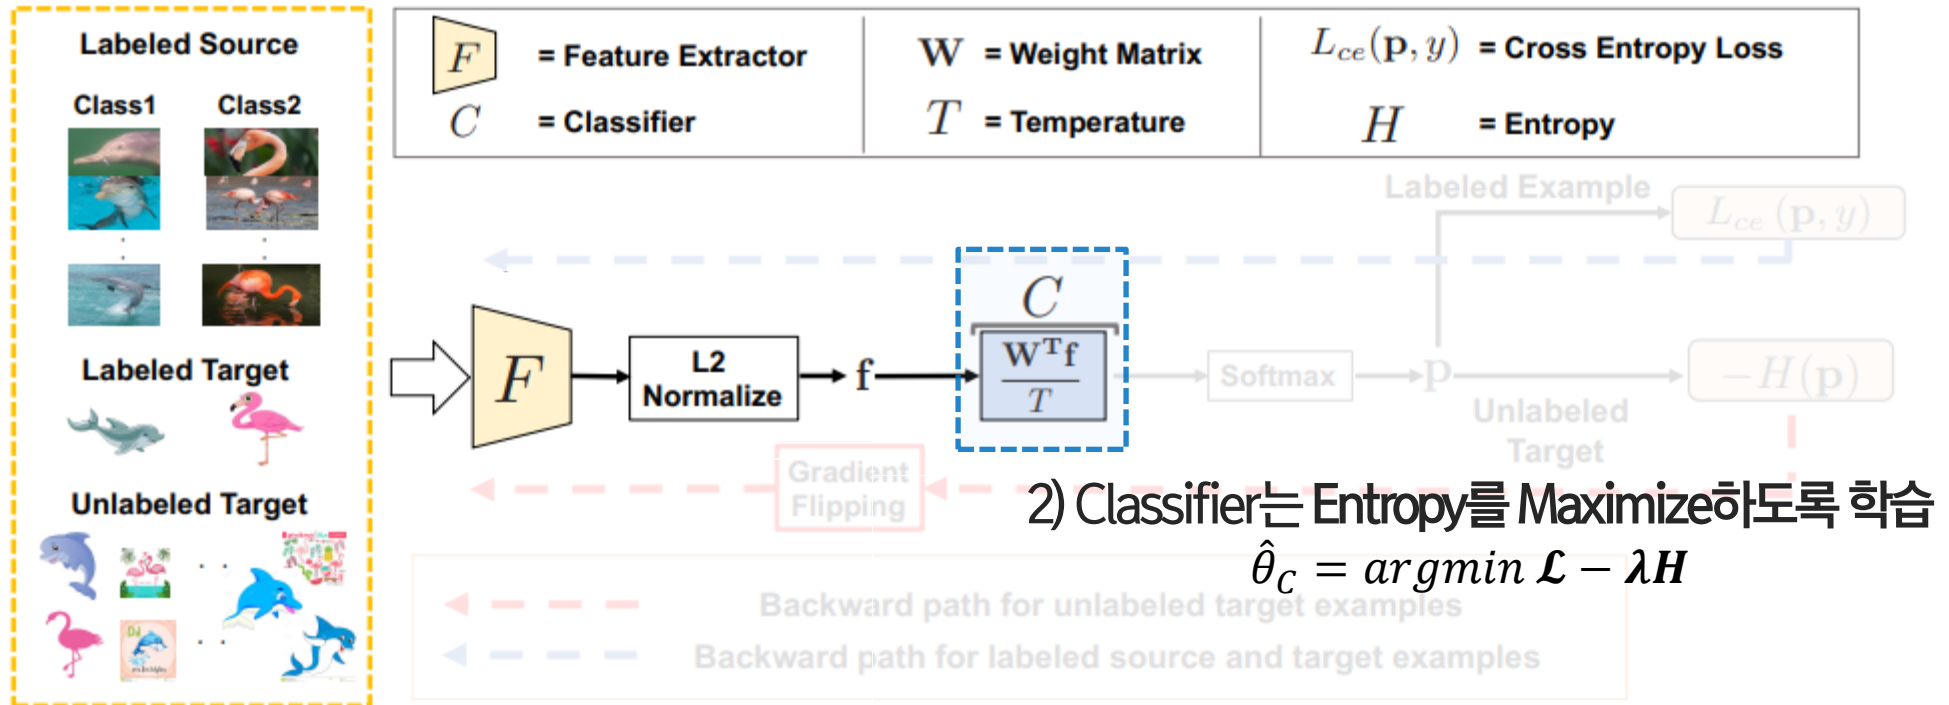 Labeled Source
Class1 Class2
Labeled Target
Unlabeled Target
F = Feature Extractor
C = Classifier
W = Weight Matrix
T = Temperature
L_{ce}(p, y) = Cross Entropy Loss
H = Entropy
Labeled Example
L_{ce} (p, y)
C
F
L2
Normalize
f
W^T f
T
Softmax
p
-H(p)
Unlabeled
Target
Gradient
Flipping
2) Classifier는 Entropy를 Maximize하도록 학습
θ̂_C = argmin 𝓛 − λH
Backward path for unlabeled target examples
Backward path for labeled source and target examples